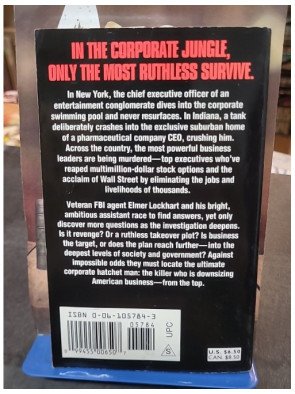 IN THE CORPORATE JUNGLE,
ONLY THE MOST RUTHLESS SURVIVE.
In New York, the chief executive officer of an
entertainment conglomerate dives into the corporate
swimming pool and never resurfaces. In Indiana, a tank
deliberately crashes into the exclusive suburban home
of a pharmaceutical company CEO, crushing him.
Across the country, the most powerful business
leaders are being murdered—top executives who've
reaped multimillion-dollar stock options and the
acclaim of Wall Street by eliminating the jobs and
livelihoods of thousands.
Veteran FBI agent Elmer Lockhart and his bright,
ambitious assistant race to find answers, yet only
discover more questions as the investigation deepens.
Is it revenge? Or a ruthless takeover plot? Is business
the target, or does the plan reach further—into the
deepest levels of society and government? Against
impossible odds they must locate the ultimate
corporate hatchet man: the killer who is downsizing
American business—from the top.
ISBN 0-06-105784-3
05784
9 99455 00650 7
S UPC
U.S. $6.50
CAN. $8.50